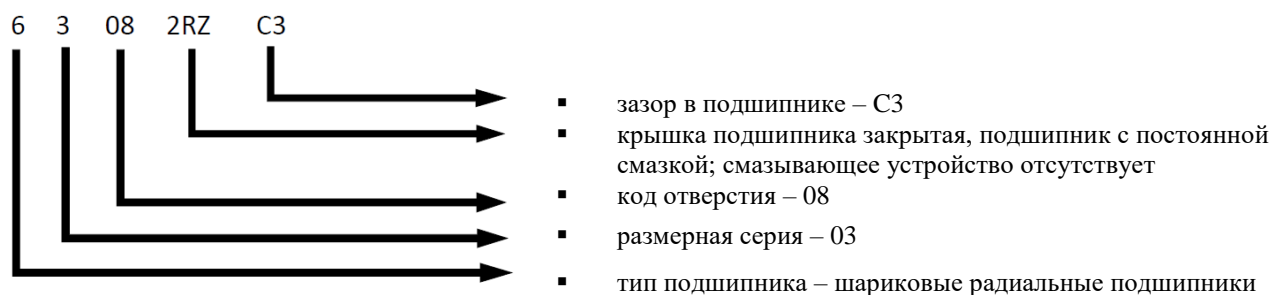 6 3 08 2RZ C3
▪ зазор в подшипнике – С3
▪ крышка подшипника закрытая, подшипник с постоянной
смазкой; смазывающее устройство отсутствует
▪ код отверстия – 08
▪ размерная серия – 03
▪ тип подшипника – шариковые радиальные подшипники